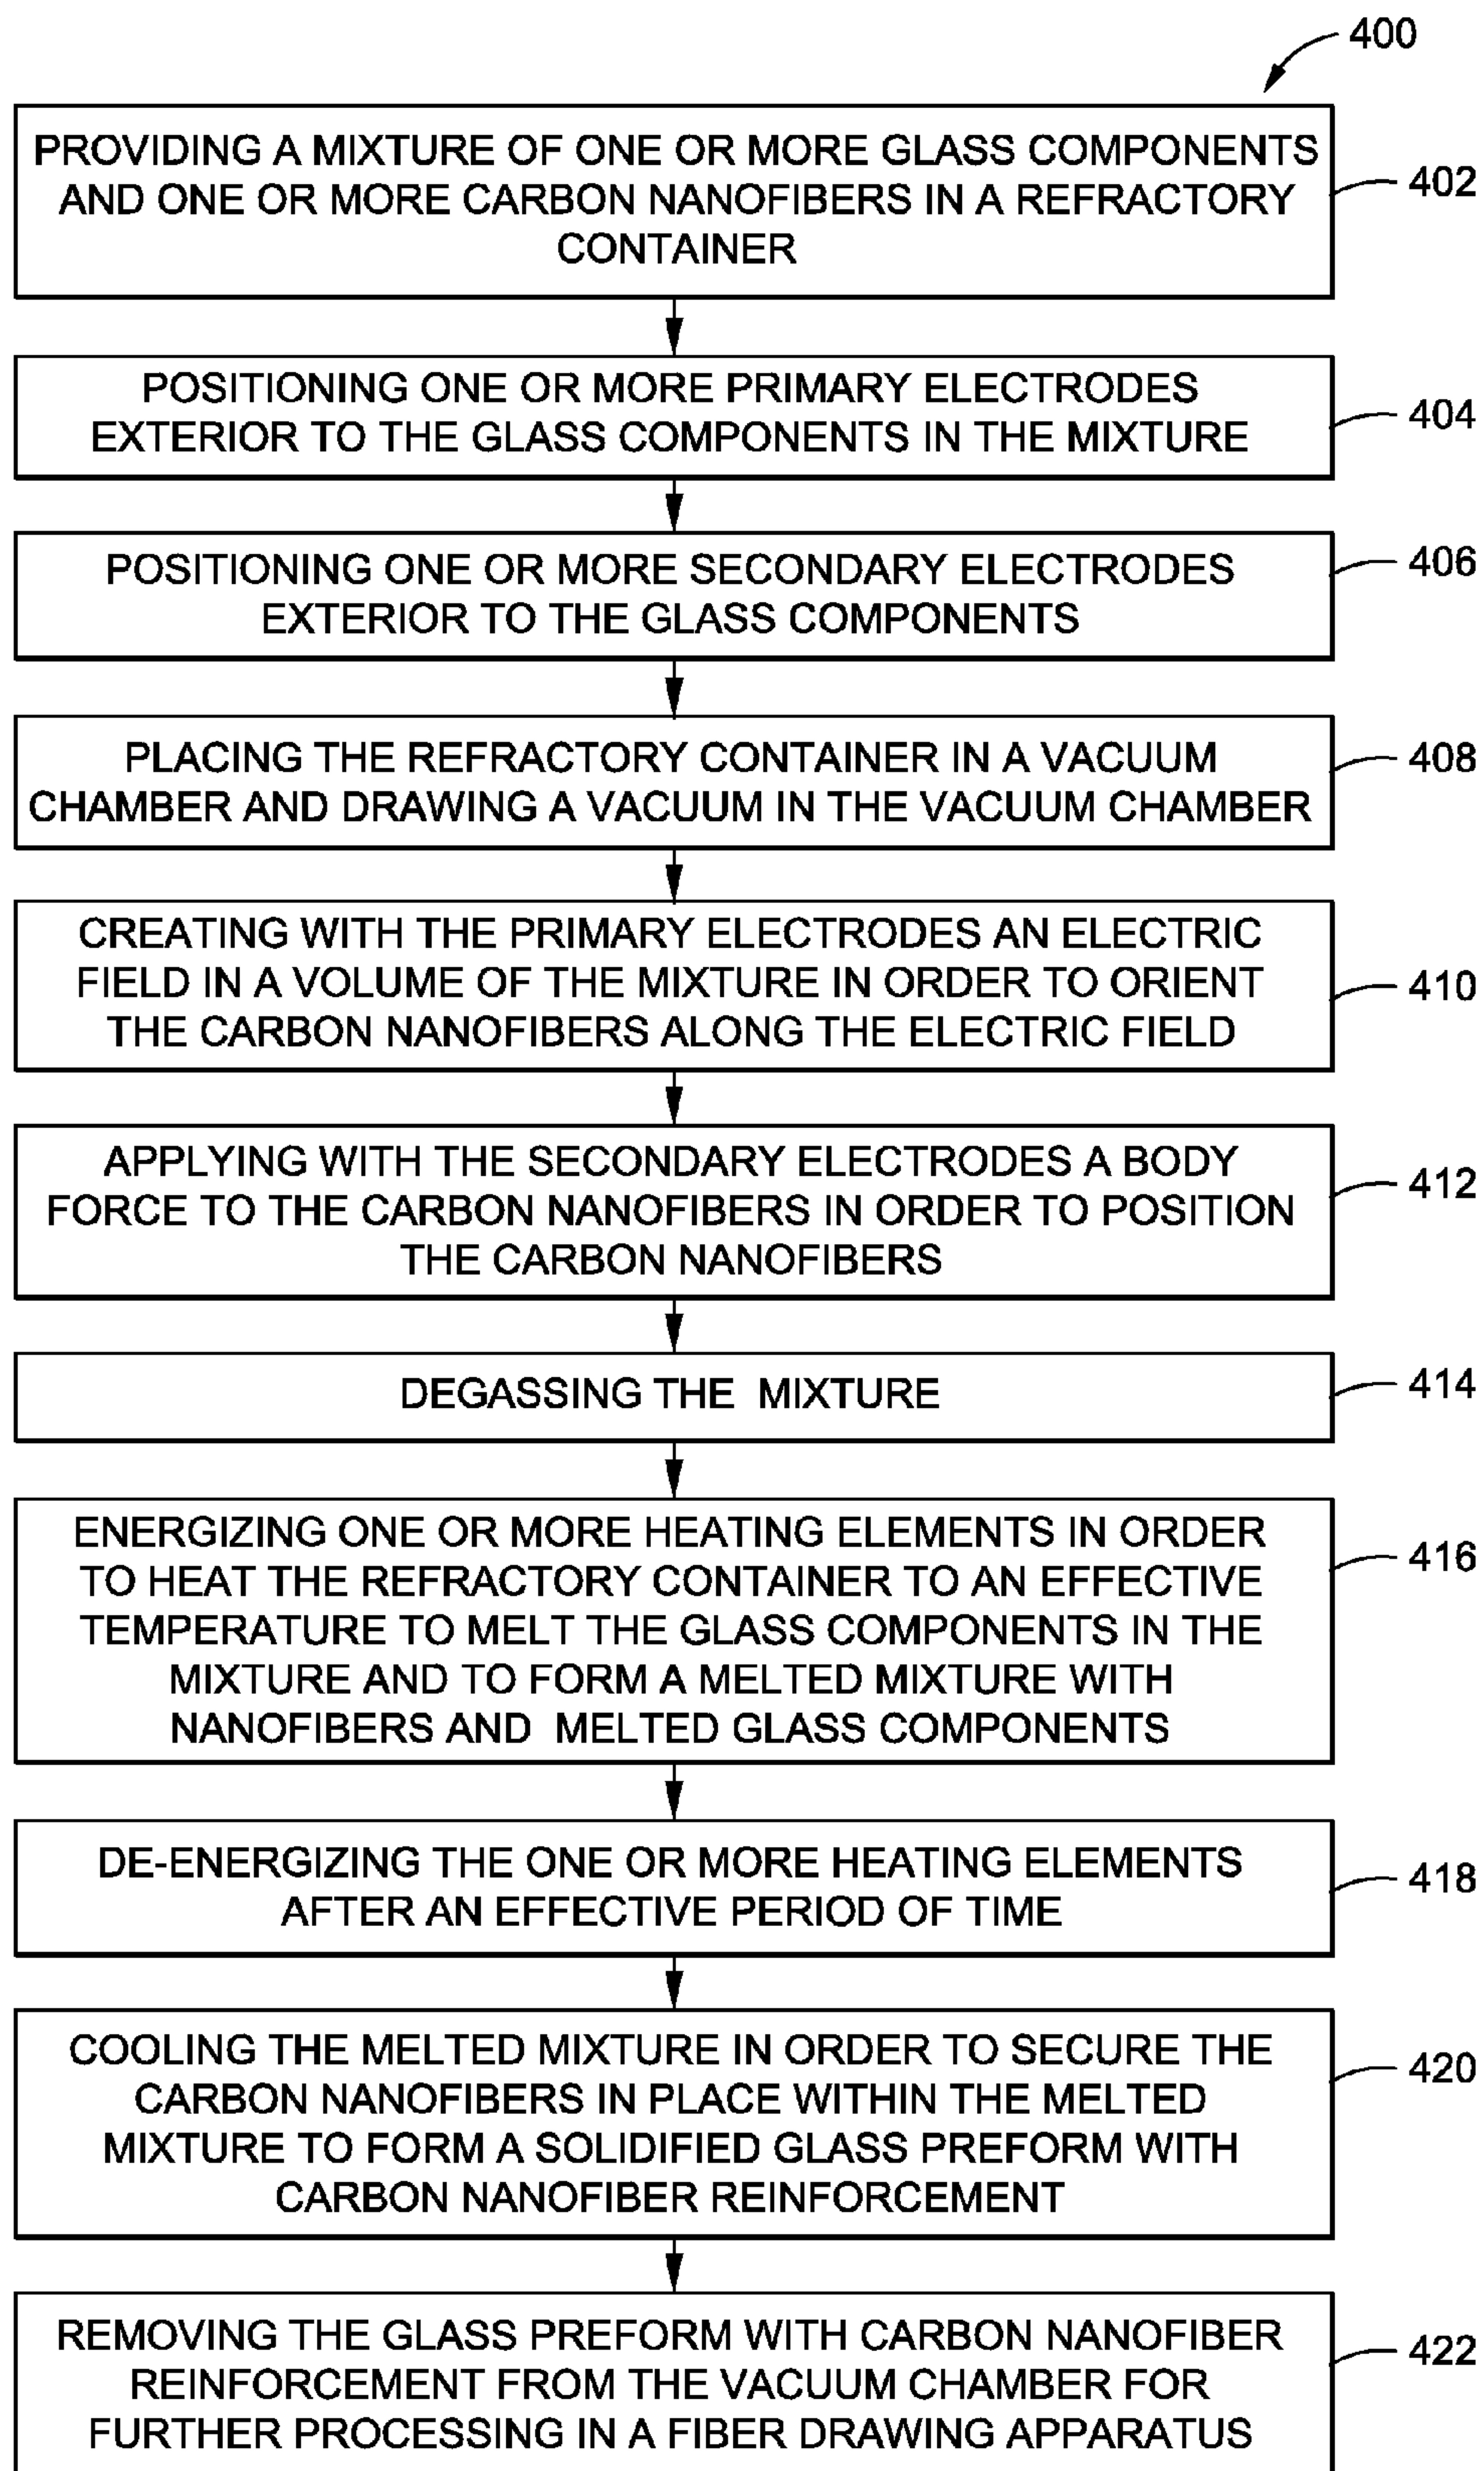 400
PROVIDING A MIXTURE OF ONE OR MORE GLASS COMPONENTS
AND ONE OR MORE CARBON NANOFIBERS IN A REFRACTORY
CONTAINER
402
POSITIONING ONE OR MORE PRIMARY ELECTRODES
EXTERIOR TO THE GLASS COMPONENTS IN THE MIXTURE
404
POSITIONING ONE OR MORE SECONDARY ELECTRODES
EXTERIOR TO THE GLASS COMPONENTS
406
PLACING THE REFRACTORY CONTAINER IN A VACUUM
CHAMBER AND DRAWING A VACUUM IN THE VACUUM CHAMBER
408
CREATING WITH THE PRIMARY ELECTRODES AN ELECTRIC
FIELD IN A VOLUME OF THE MIXTURE IN ORDER TO ORIENT
THE CARBON NANOFIBERS ALONG THE ELECTRIC FIELD
410
APPLYING WITH THE SECONDARY ELECTRODES A BODY
FORCE TO THE CARBON NANOFIBERS IN ORDER TO POSITION
THE CARBON NANOFIBERS
412
DEGASSING THE MIXTURE
414
ENERGIZING ONE OR MORE HEATING ELEMENTS IN ORDER
TO HEAT THE REFRACTORY CONTAINER TO AN EFFECTIVE
TEMPERATURE TO MELT THE GLASS COMPONENTS IN THE
MIXTURE AND TO FORM A MELTED MIXTURE WITH
NANOFIBERS AND MELTED GLASS COMPONENTS
416
DE-ENERGIZING THE ONE OR MORE HEATING ELEMENTS
AFTER AN EFFECTIVE PERIOD OF TIME
418
COOLING THE MELTED MIXTURE IN ORDER TO SECURE THE
CARBON NANOFIBERS IN PLACE WITHIN THE MELTED
MIXTURE TO FORM A SOLIDIFIED GLASS PREFORM WITH
CARBON NANOFIBER REINFORCEMENT
420
REMOVING THE GLASS PREFORM WITH CARBON NANOFIBER
REINFORCEMENT FROM THE VACUUM CHAMBER FOR
FURTHER PROCESSING IN A FIBER DRAWING APPARATUS
422